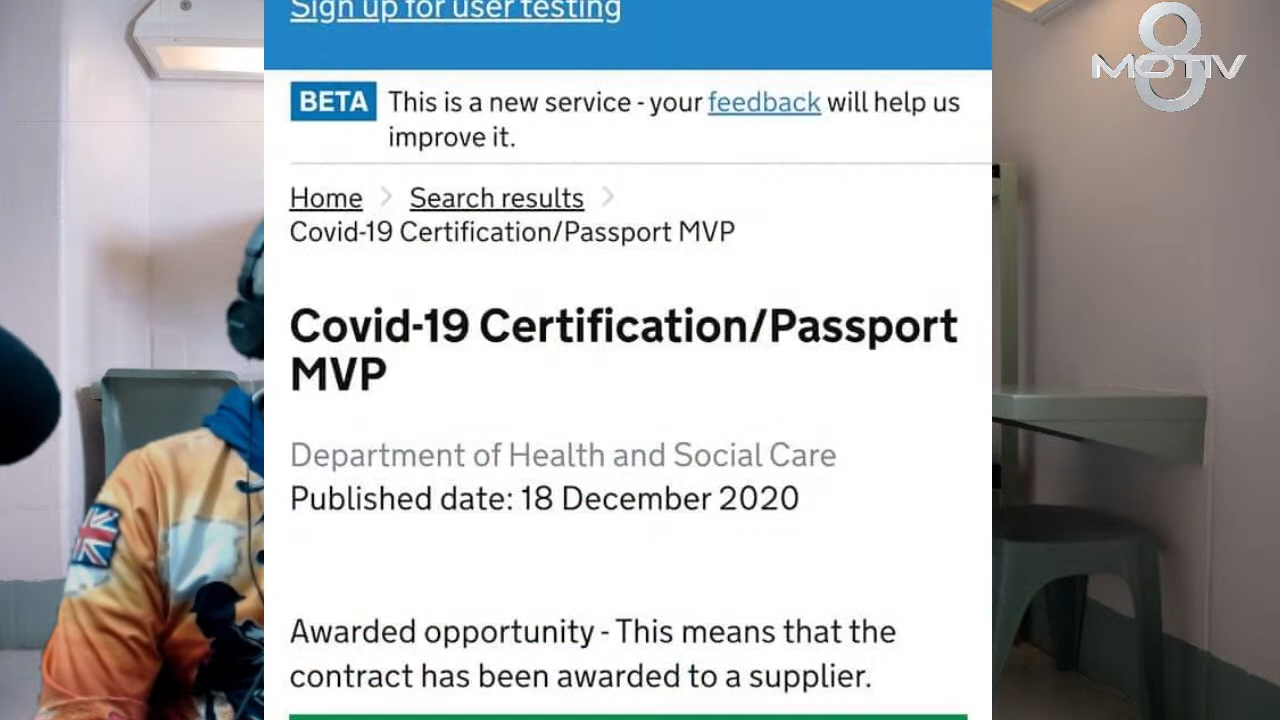 Sign up for user testing
8
MOTIV
BETA This is a new service - your feedback will help us
improve it.
Home > Search results >
Covid-19 Certification/Passport MVP
Covid-19 Certification/Passport
MVP
Department of Health and Social Care
Published date: 18 December 2020
Awarded opportunity - This means that the
contract has been awarded to a supplier.